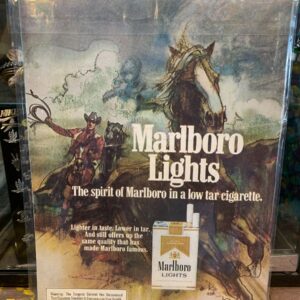 Marlboro
Lights
The spirit of Marlboro in a low tar cigarette.
Lighter in taste. Lower in tar.
And still offers up the
same quality that has
made Marlboro famous.
Marlboro
LIGHTS
Warning: The Surgeon General Has Determined